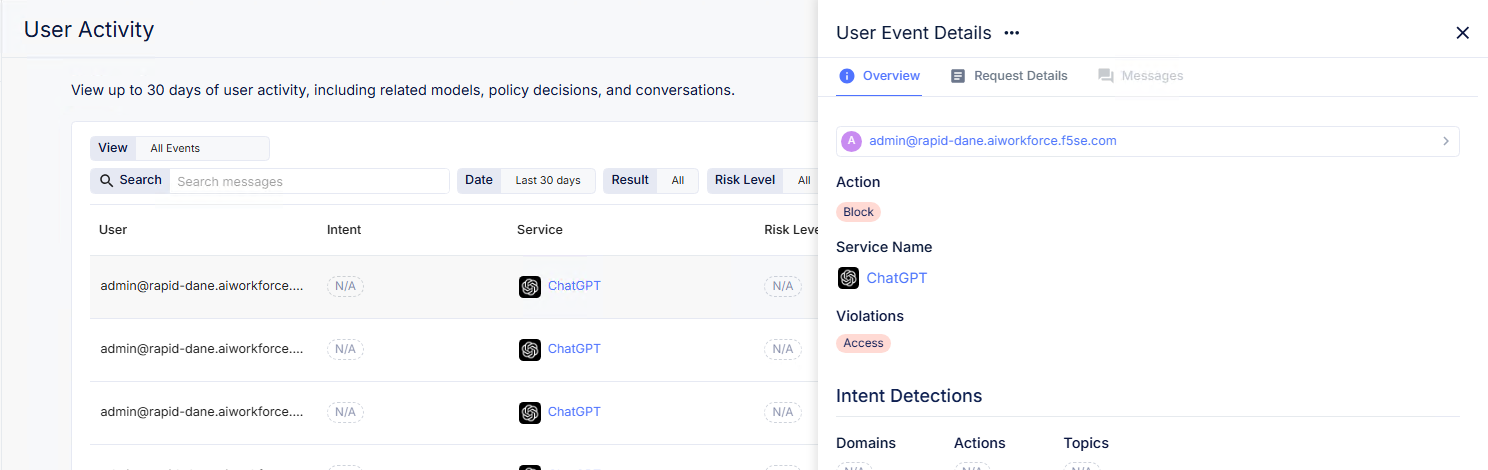 User Activity
View up to 30 days of user activity, including related models, policy decisions, and conversations.
View All Events
Search Search messages Date Last 30 days Result All Risk Level All
User Intent Service Risk Leve
admin@rapid-dane.aiworkforce.... N/A ChatGPT N/A
admin@rapid-dane.aiworkforce.... N/A ChatGPT N/A
admin@rapid-dane.aiworkforce.... N/A ChatGPT N/A
User Event Details ...
Overview Request Details Messages
A admin@rapid-dane.aiworkforce.f5se.com
Action
Block
Service Name
ChatGPT
Violations
Access
Intent Detections
Domains Actions Topics
N/A N/A N/A